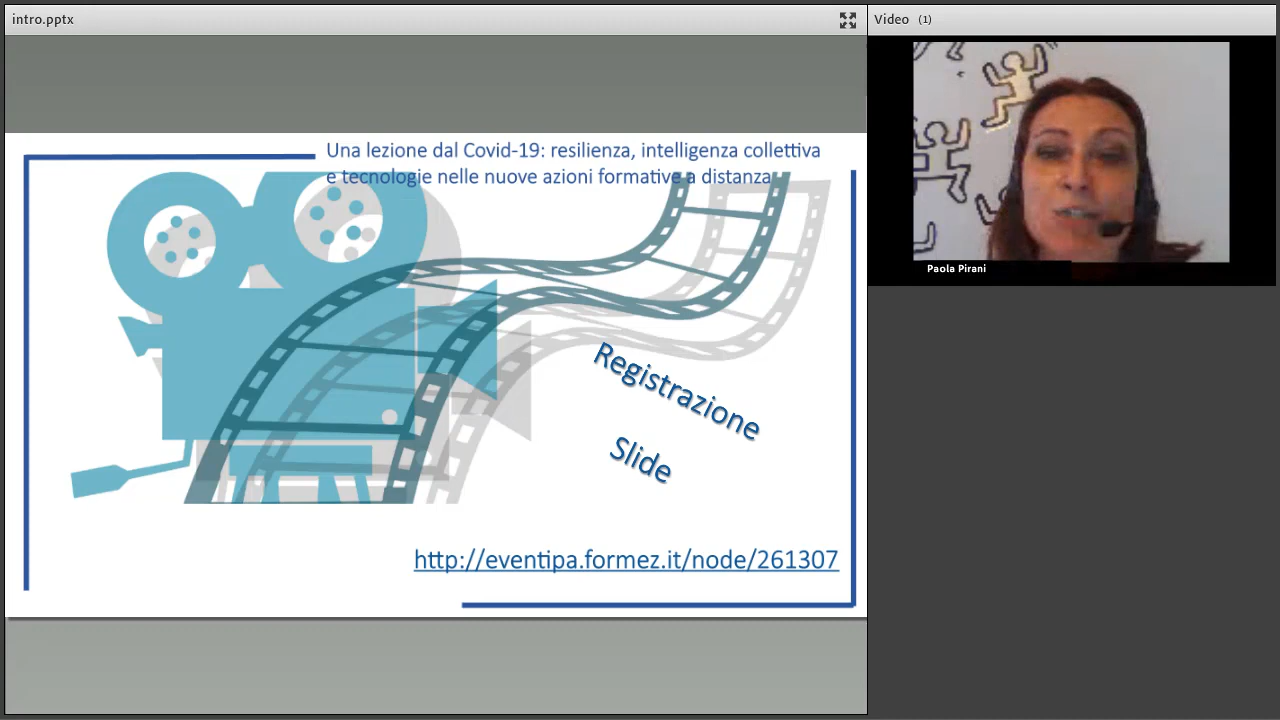 intro.pptx
Video (1)
Una lezione dal Covid-19: resilienza, intelligenza collettiva
e tecnologie nelle nuove azioni formative a distanza
Paola Pirani
Registrazione
Slide
http://eventipa.formez.it/node/261307